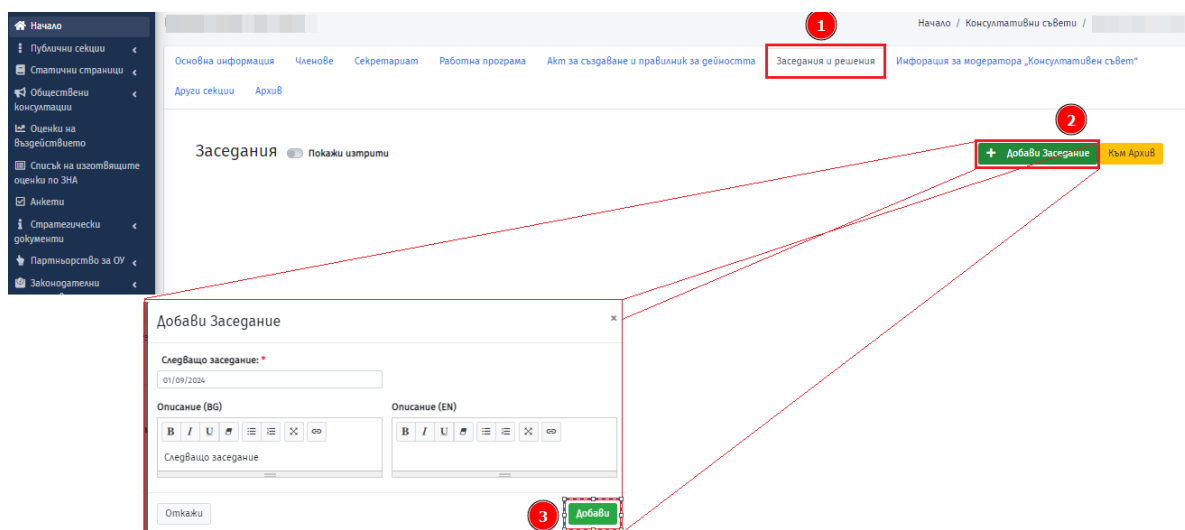 Начало
Публични секции
Статични страници
Обществени
консултации
Оценки на
въздействието
Списък на изготвящите
оценки по ЗНА
Анкети
Стратегически
документи
Партньорство за ОУ
Законодателни
Начало / Консултативни съвети /
1
Основна информация Членове Секретариат Работна програма Акт за създаване и правилник за дейността Заседания и решения Инфорация за модератора „Консултативен съвет“
Други секции Архив
2
Заседания Покажи изтрити + Добави Заседание Към Архив
Добави Заседание ×
Следващо заседание: *
01/09/2024
Описание (BG) Описание (EN)
B I U B I U
Следващо заседание
Откажи 3 Добави